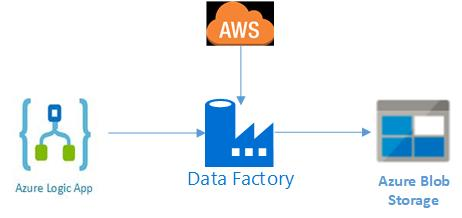 AWS
Azure Logic App
Data Factory
Azure Blob
Storage